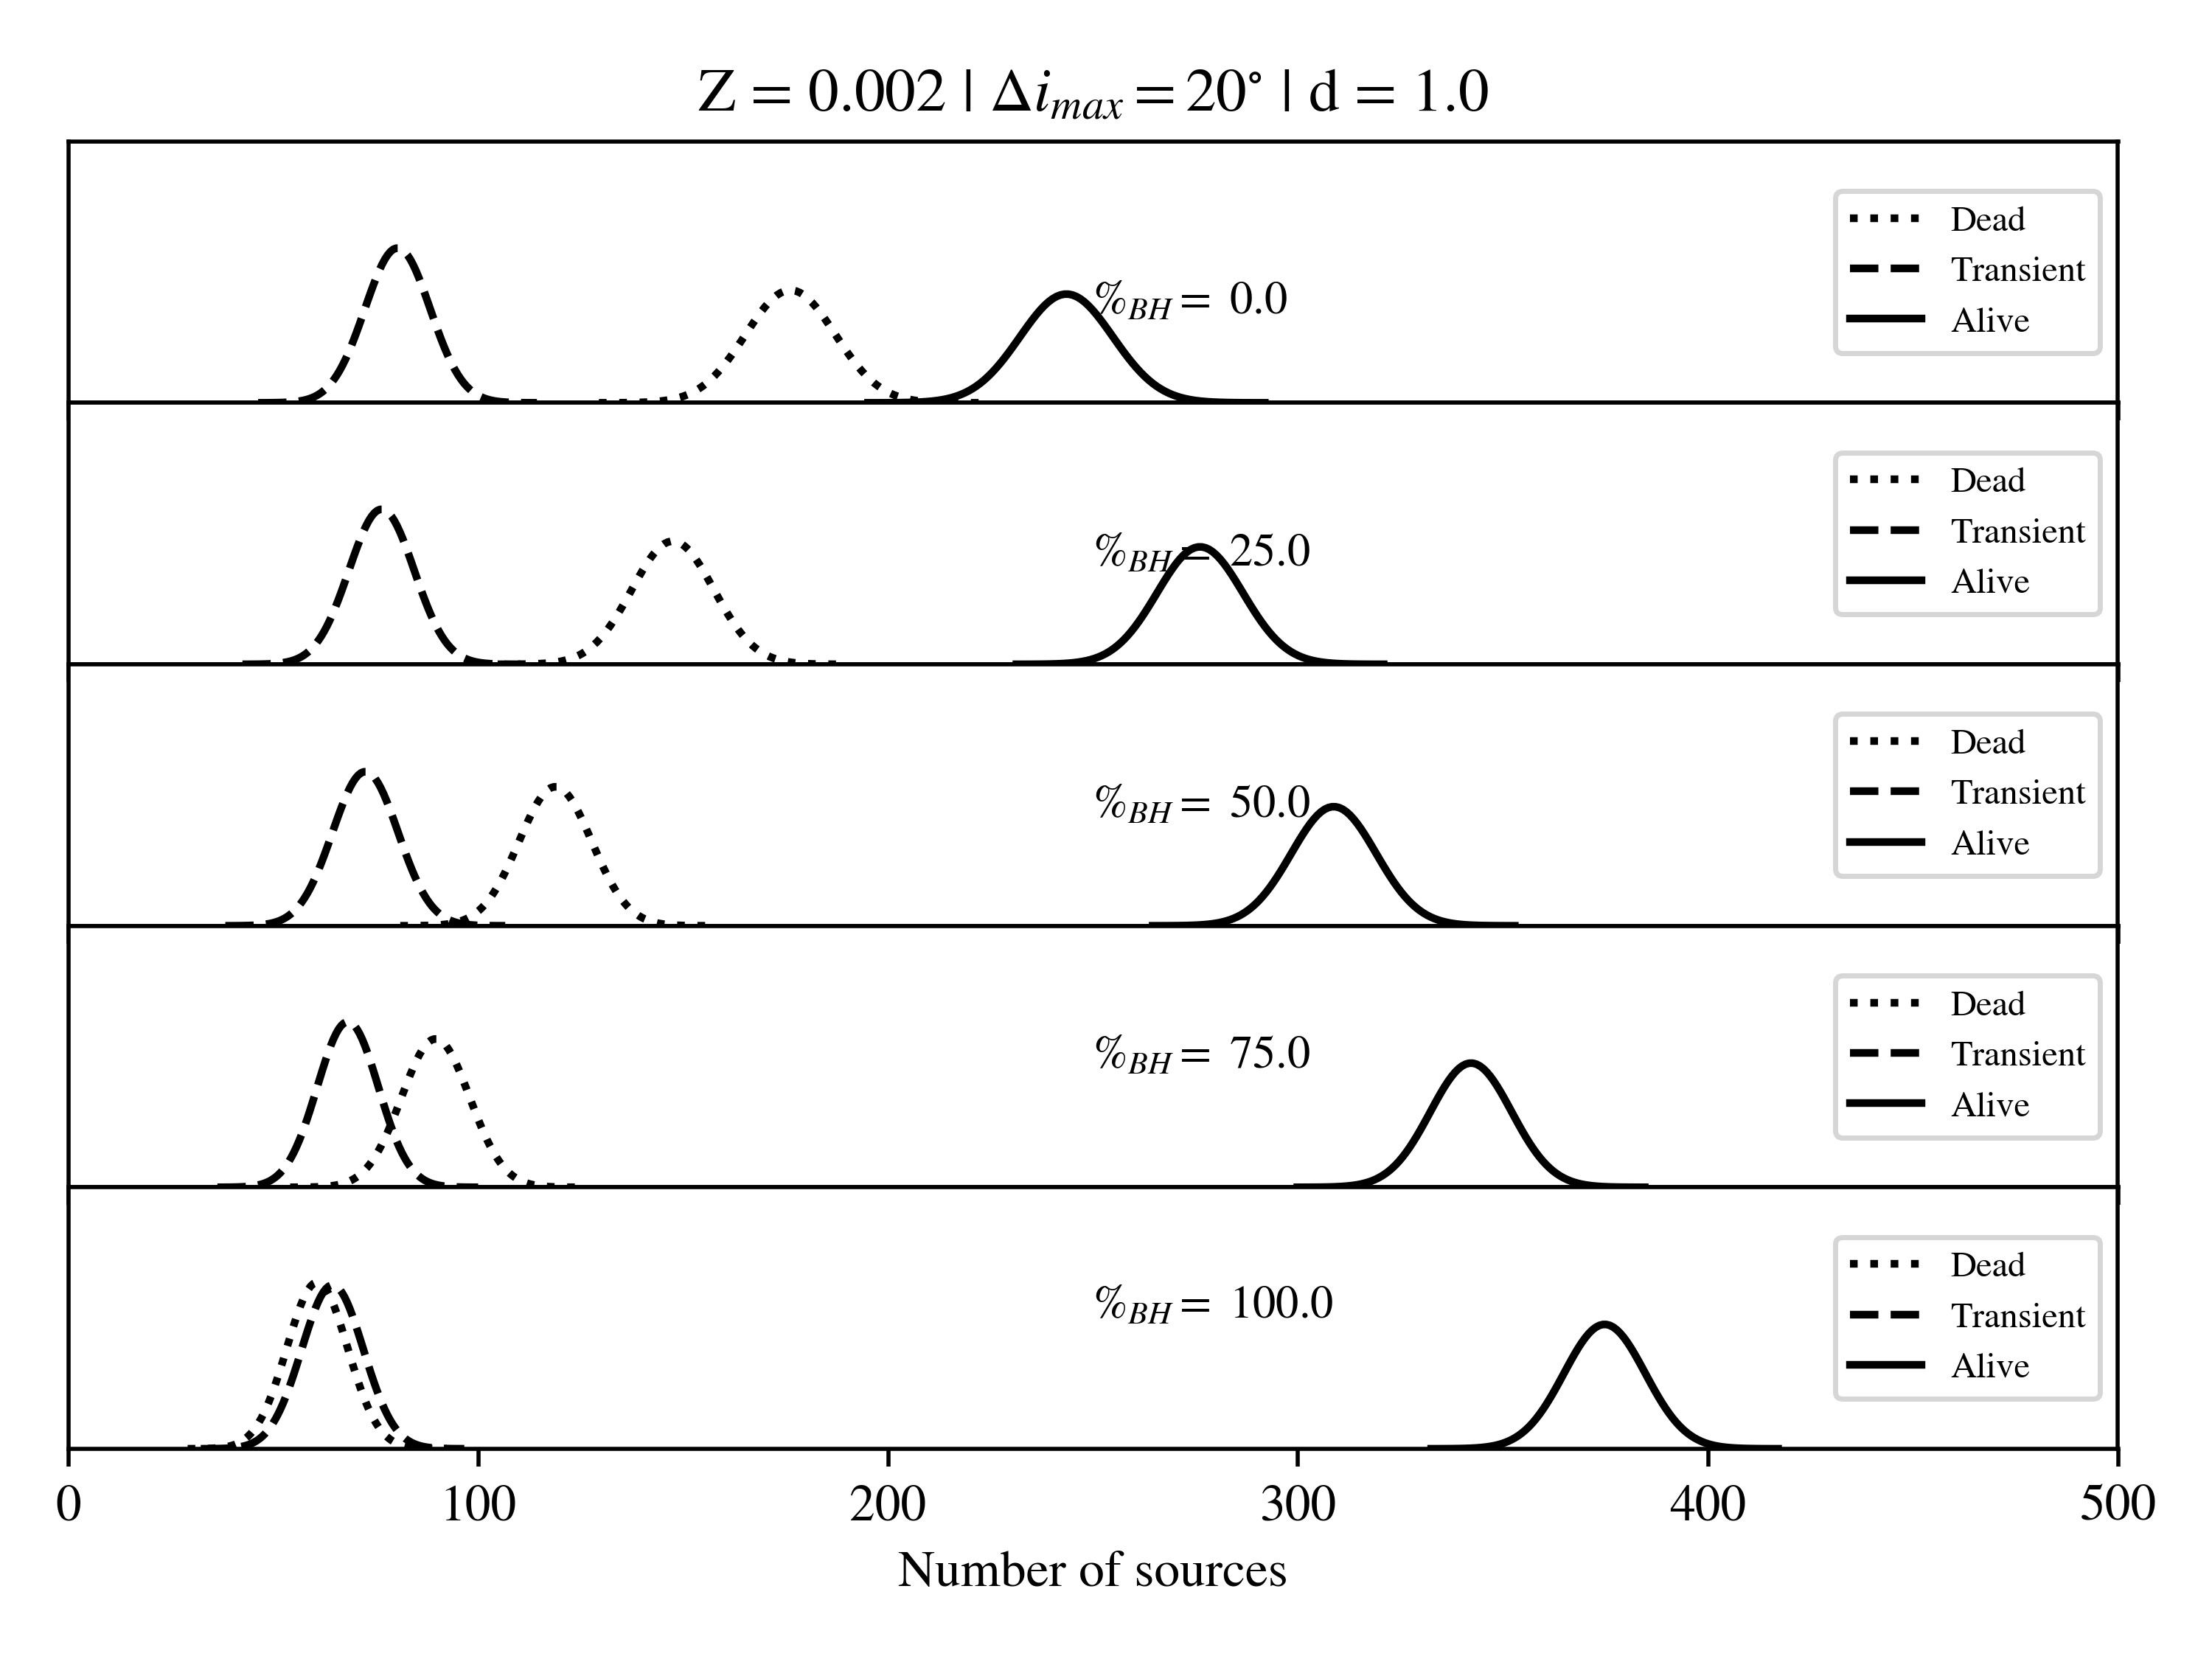 Z = 0.002 | Δi_max = 20° | d = 1.0
%_BH = 0.0
Dead
Transient
Alive
%_BH = 25.0
Dead
Transient
Alive
%_BH = 50.0
Dead
Transient
Alive
%_BH = 75.0
Dead
Transient
Alive
%_BH = 100.0
Dead
Transient
Alive
0 100 200 300 400 500
Number of sources